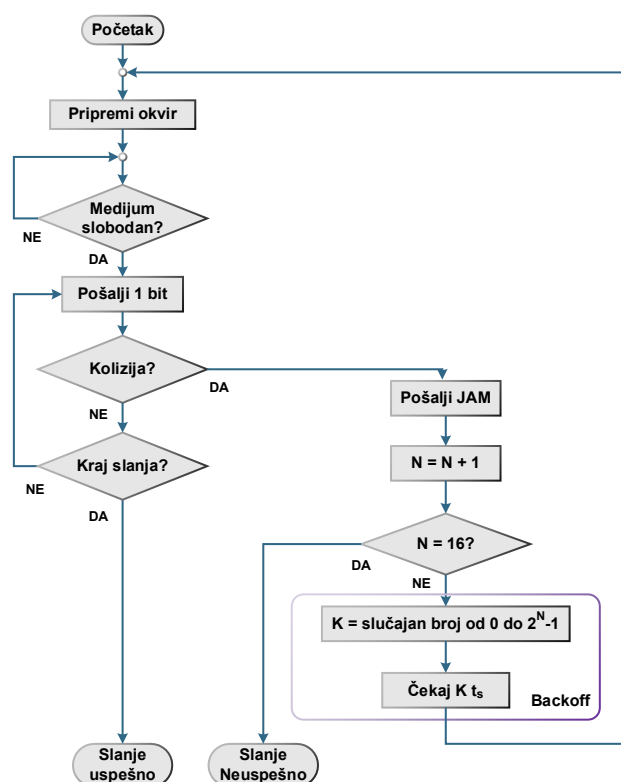 Početak
Pripremi okvir
Medijum
slobodan?
NE
DA
Pošalji 1 bit
Kolizija?
DA
NE
Kraj slanja?
NE
DA
Pošalji JAM
N = N + 1
N = 16?
DA
NE
K = slučajan broj od 0 do 2^N-1
Čekaj K ts
Backoff
Slanje
uspešno
Slanje
Neuspešno